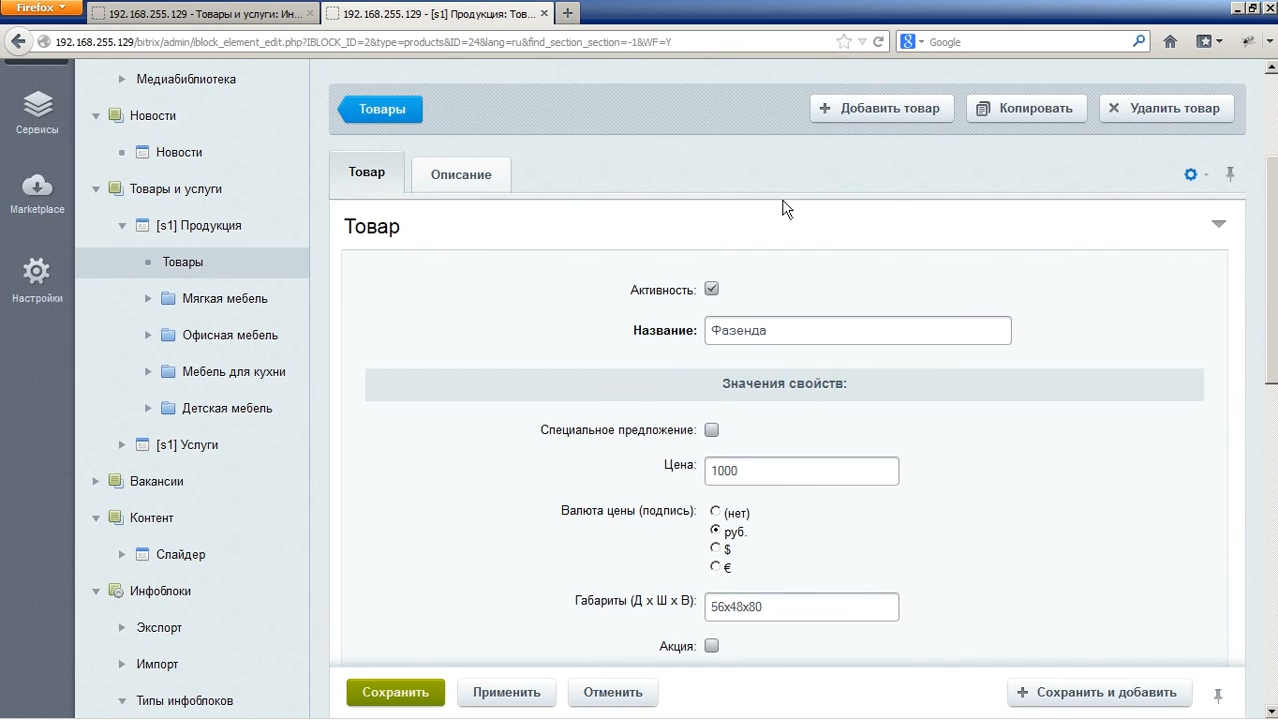 Firefox
192.168.255.129 - Товары и услуги: Ин...
192.168.255.129 - [s1] Продукция: Тов...
192.168.255.129/bitrix/admin/iblock_element_edit.php?IBLOCK_ID=2&type=products&ID=24&lang=ru&find_section_section=-1&WF=Y
Google
Сервисы
Marketplace
Настройки
Медиабиблиотека
Новости
Новости
Товары и услуги
[s1] Продукция
Товары
Мягкая мебель
Офисная мебель
Мебель для кухни
Детская мебель
[s1] Услуги
Вакансии
Контент
Слайдер
Инфоблоки
Экспорт
Импорт
Типы инфоблоков
Товары
Добавить товар
Копировать
Удалить товар
Товар
Описание
Товар
Активность:
Название: Фазенда
Значения свойств:
Специальное предложение:
Цена: 1000
Валюта цены (подпись): (нет)
руб.
$
€
Габариты (Д х Ш х В): 56x48x80
Акция:
Сохранить
Применить
Отменить
Сохранить и добавить